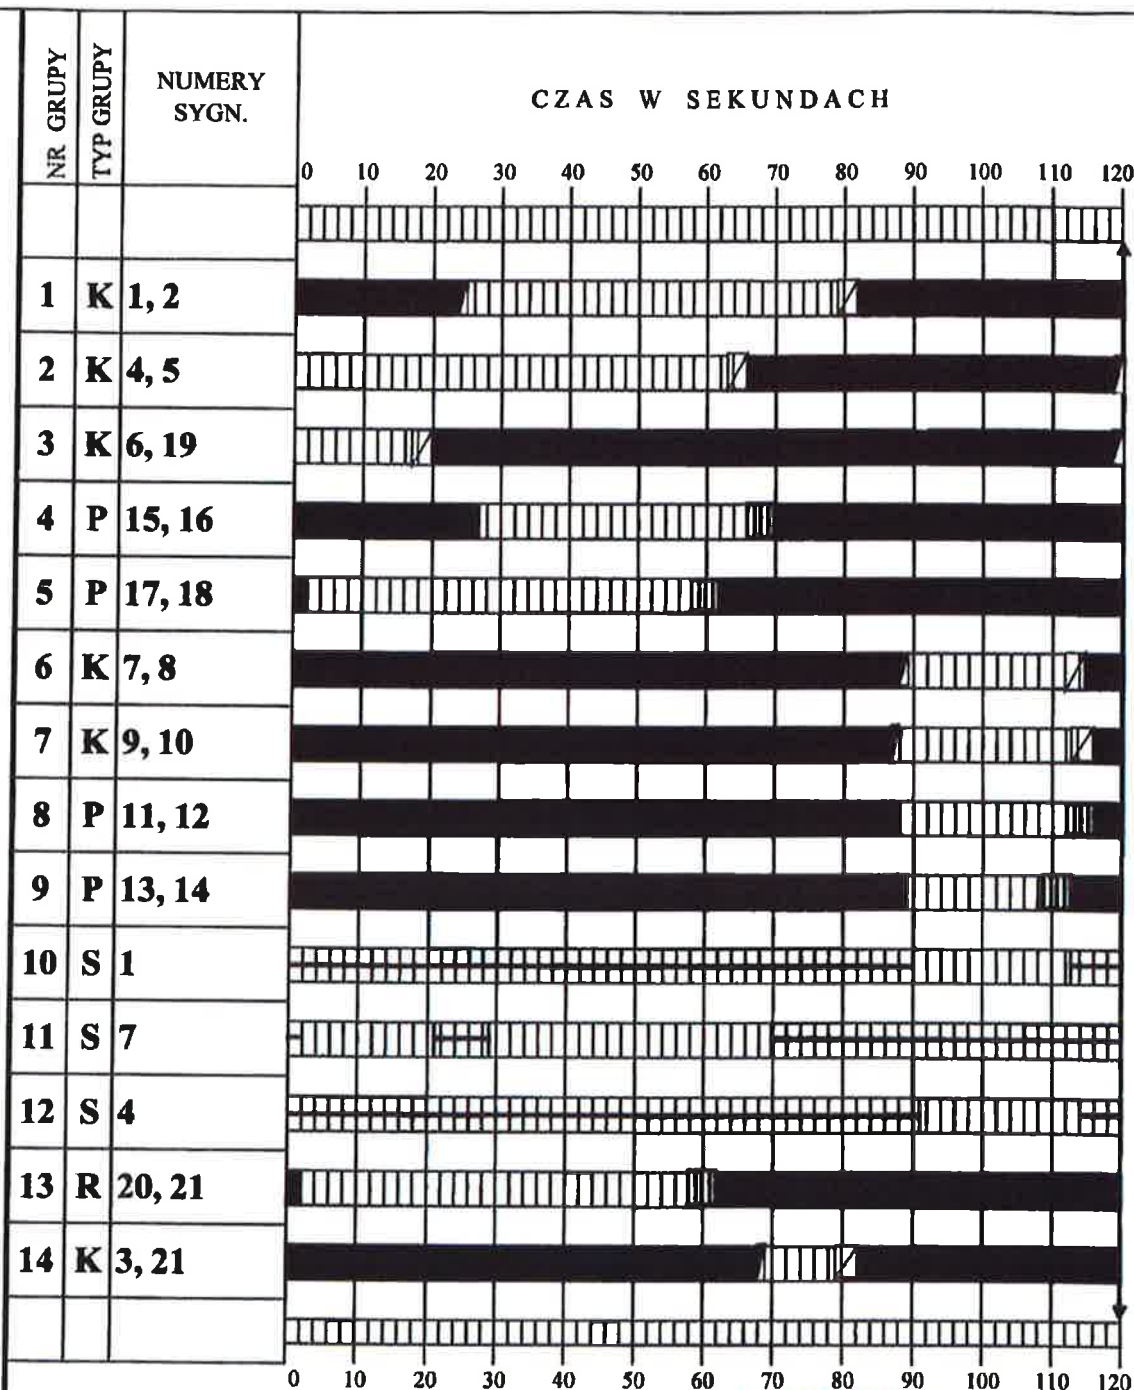 NR GRUPY
TYP GRUPY
NUMERY
SYGN.
CZAS W SEKUNDACH
0 10 20 30 40 50 60 70 80 90 100 110 120
1 K 1, 2
2 K 4, 5
3 K 6, 19
4 P 15, 16
5 P 17, 18
6 K 7, 8
7 K 9, 10
8 P 11, 12
9 P 13, 14
10 S 1
11 S 7
12 S 4
13 R 20, 21
14 K 3, 21
0 10 20 30 40 50 60 70 80 90 100 110 120